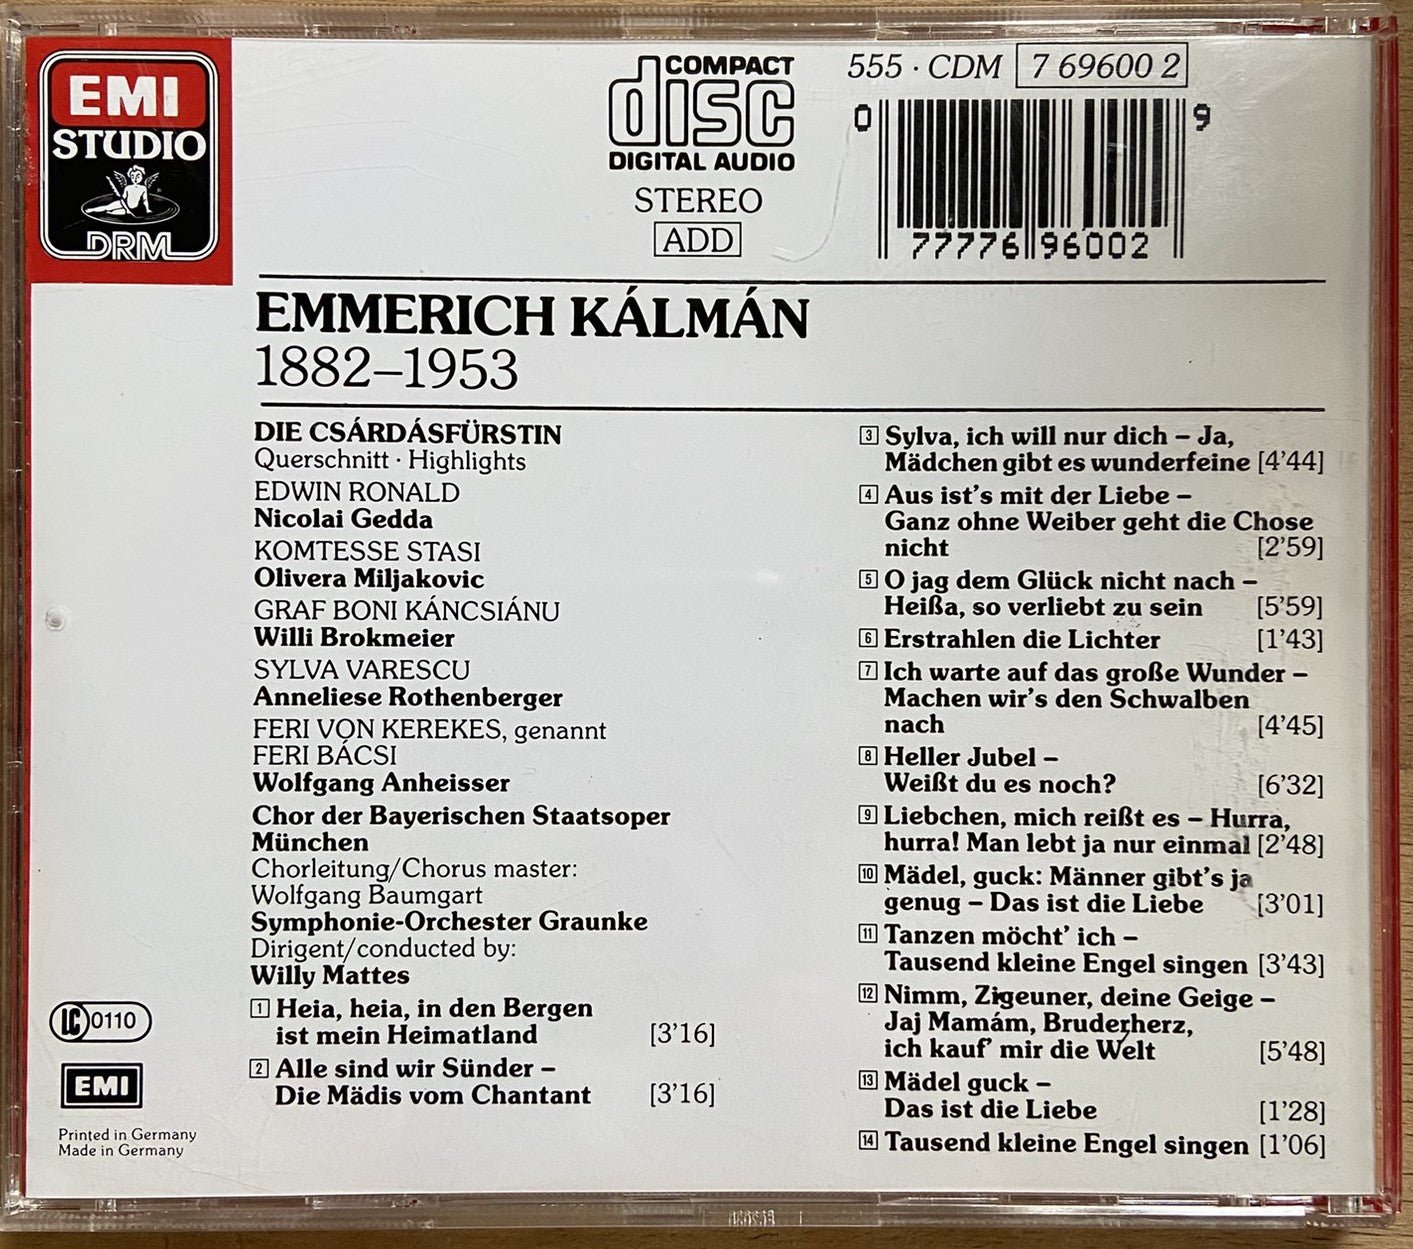 EMI
STUDIO
DRM
COMPACT
disc
DIGITAL AUDIO
STEREO
ADD
555 · CDM 7 69600 2
0 77776 96002 9
EMMERICH KÁLMÁN
1882–1953
DIE CSÁRDÁSFÜRSTIN
Querschnitt · Highlights
EDWIN RONALD
Nicolai Gedda
KOMTESSE STASI
Olivera Miljakovic
GRAF BONI KÁNCSIÁNU
Willi Brokmeier
SYLVA VARESCU
Anneliese Rothenberger
FERI VON KEREKES, genannt
FERI BÁCSI
Wolfgang Anheisser
Chor der Bayerischen Staatsoper
München
Chorleitung/Chorus master:
Wolfgang Baumgart
Symphonie-Orchester Graunke
Dirigent/conducted by:
Willy Mattes
1 Heia, heia, in den Bergen
ist mein Heimatland [3'16]
2 Alle sind wir Sünder –
Die Mädis vom Chantant [3'16]
3 Sylva, ich will nur dich – Ja,
Mädchen gibt es wunderfeine [4'44]
4 Aus ist's mit der Liebe –
Ganz ohne Weiber geht die Chose
nicht [2'59]
5 O jag dem Glück nicht nach –
Heißa, so verliebt zu sein [5'59]
6 Erstrahlen die Lichter [1'43]
7 Ich warte auf das große Wunder –
Machen wir's den Schwalben
nach [4'45]
8 Heller Jubel –
Weißt du es noch? [6'32]
9 Liebchen, mich reißt es – Hurra,
hurra! Man lebt ja nur einmal [2'48]
10 Mädel, guck: Männer gibt's ja
genug – Das ist die Liebe [3'01]
11 Tanzen möcht' ich –
Tausend kleine Engel singen [3'43]
12 Nimm, Zigeuner, deine Geige –
Jaj Mamám, Bruderherz,
ich kauf' mir die Welt [5'48]
13 Mädel guck –
Das ist die Liebe [1'28]
14 Tausend kleine Engel singen [1'06]
LC 0110
EMI
Printed in Germany
Made in Germany